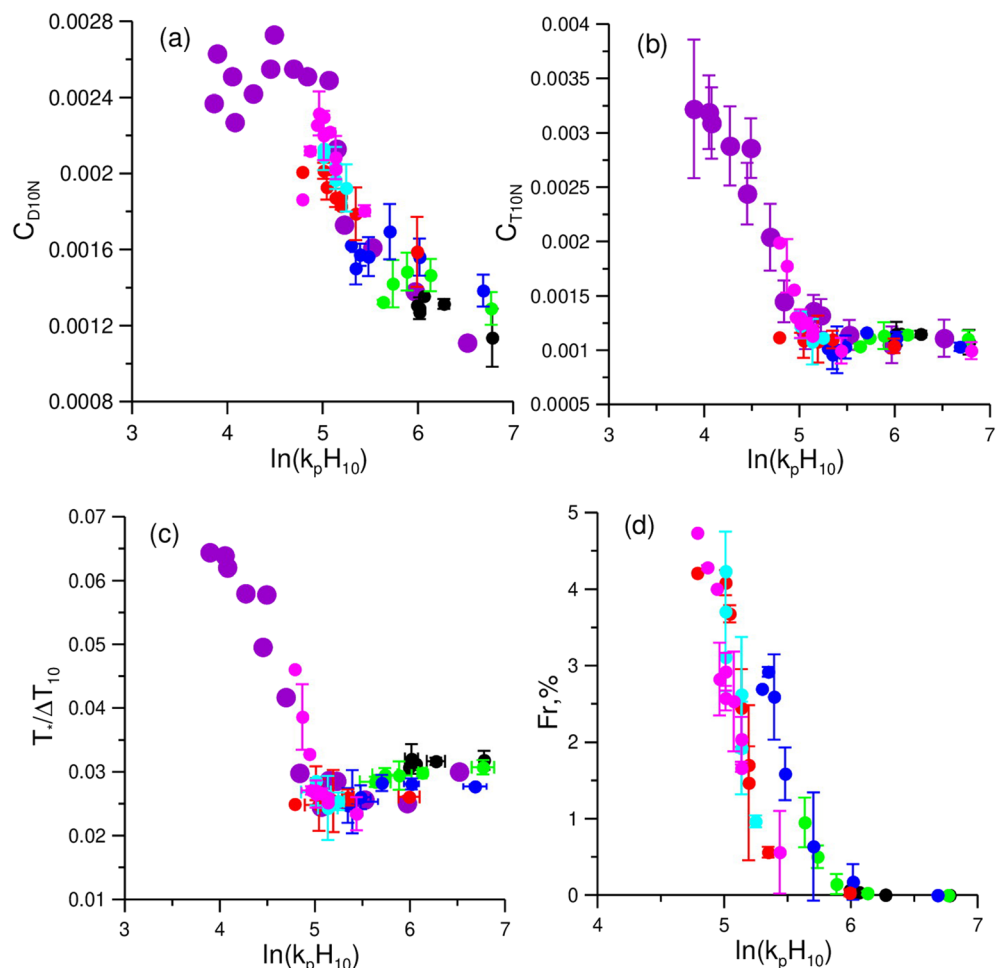 (a)
0.0028
0.0024
0.002
0.0016
0.0012
0.0008
C_D10N
3 4 5 6 7
ln(k_pH_10)
(b)
0.004
0.0035
0.003
0.0025
0.002
0.0015
0.001
0.0005
C_T10N
3 4 5 6 7
ln(k_pH_10)
(c)
0.07
0.06
0.05
0.04
0.03
0.02
0.01
T_*/ΔT_10
3 4 5 6 7
ln(k_pH_10)
(d)
5
4
3
2
1
0
Fr,%
4 5 6 7
ln(k_pH_10)